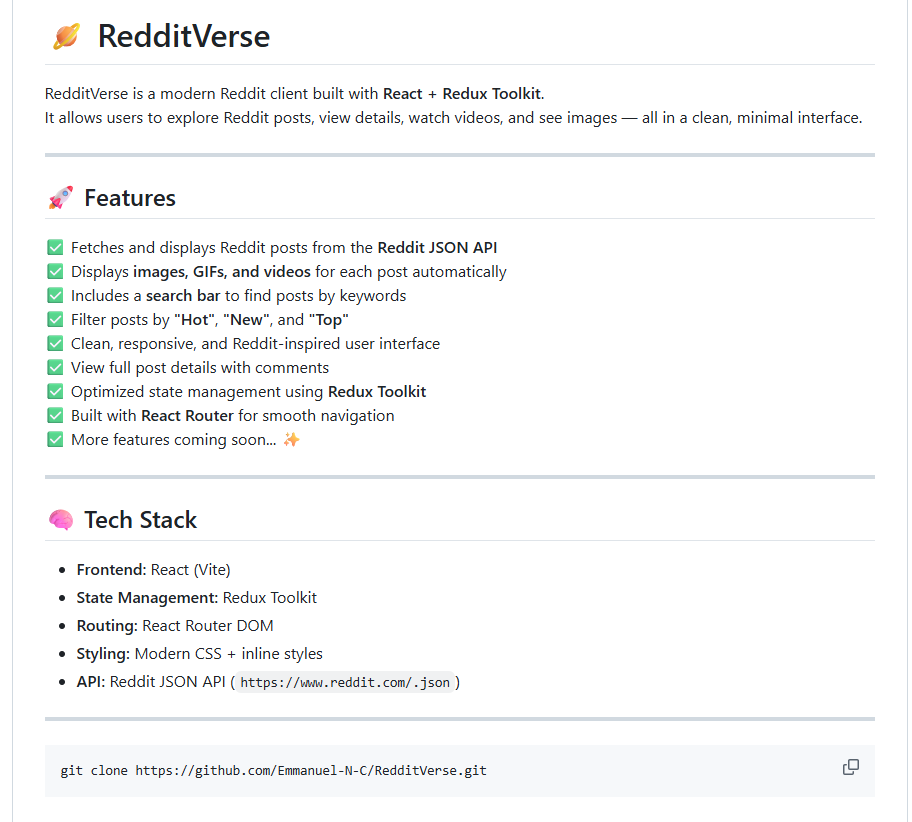 🪐 RedditVerse
RedditVerse is a modern Reddit client built with React + Redux Toolkit.
It allows users to explore Reddit posts, view details, watch videos, and see images — all in a clean, minimal interface.
🚀 Features
✅ Fetches and displays Reddit posts from the Reddit JSON API
✅ Displays images, GIFs, and videos for each post automatically
✅ Includes a search bar to find posts by keywords
✅ Filter posts by "Hot", "New", and "Top"
✅ Clean, responsive, and Reddit-inspired user interface
✅ View full post details with comments
✅ Optimized state management using Redux Toolkit
✅ Built with React Router for smooth navigation
✅ More features coming soon... ✨
🧠 Tech Stack
• Frontend: React (Vite)
• State Management: Redux Toolkit
• Routing: React Router DOM
• Styling: Modern CSS + inline styles
• API: Reddit JSON API ( https://www.reddit.com/.json )
git clone https://github.com/Emmanuel-N-C/RedditVerse.git